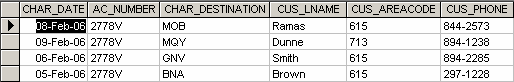 CHAR_DATE AC_NUMBER CHAR_DESTINATION CUS_LNAME CUS_AREACODE CUS_PHONE
08-Feb-06 2778V MOB Ramas 615 844-2573
09-Feb-06 2778V MQY Dunne 713 894-1238
06-Feb-06 2778V GNV Smith 615 894-2285
05-Feb-06 2778V BNA Brown 615 297-1228